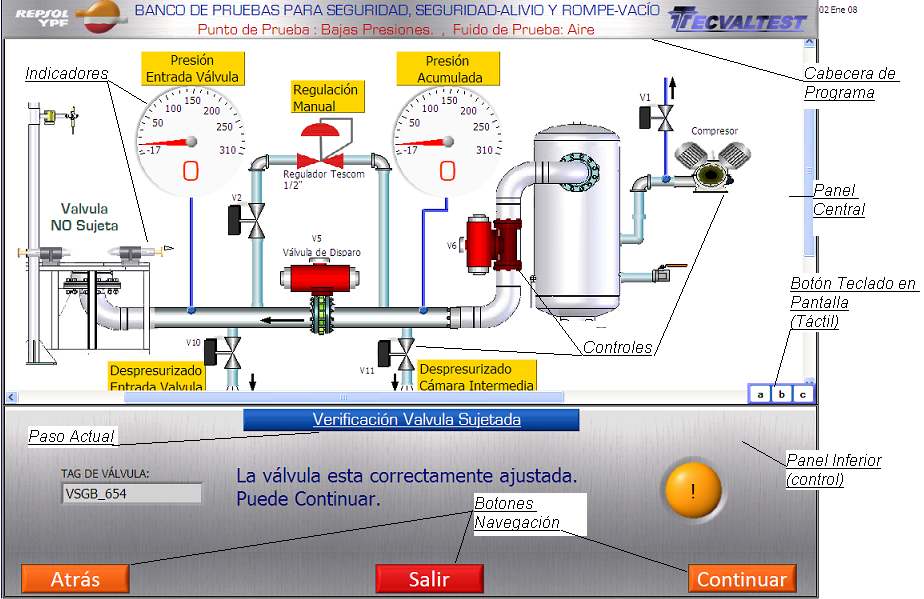 REPSOL
YPF
BANCO DE PRUEBAS PARA SEGURIDAD, SEGURIDAD-ALIVIO Y ROMPE-VACÍO
Punto de Prueba : Bajas Presiones. , Fuido de Prueba: Aire
TECVALTEST
02 Ene 08
Indicadores
Presión
Entrada Válvula
Regulación
Manual
Presión
Acumulada
Cabecera de
Programa
50
100
150
200
250
310
-17
0
50
100
150
200
250
310
-17
0
V1
Compresor
Regulador Tescom
1/2"
Panel
Central
Valvula
NO Sujeta
V2
V5
Válvula de Disparo
V6
Botón Teclado en
Pantalla
(Táctil)
Controles
V10
V11
Despresurizado
Entrada Valvula
Despresurizado
Cámara Intermedia
a b c
Verificación Valvula Sujetada
Paso Actual
TAG DE VÁLVULA:
VSGB_654
La válvula esta correctamente ajustada.
Puede Continuar.
!
Panel Inferior
(control)
Botones
Navegación
Atrás
Salir
Continuar